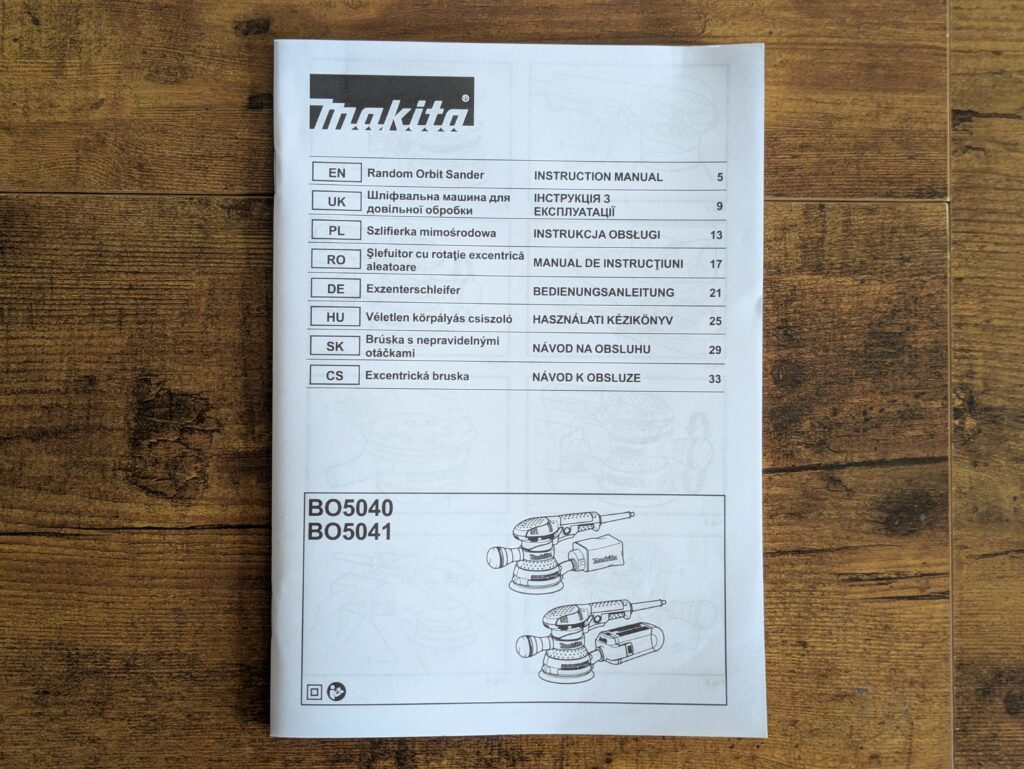 makita®
EN Random Orbit Sander INSTRUCTION MANUAL 5
UK Шліфвальна машина для довільної обробки ІНСТРУКЦІЯ З ЕКСПЛУАТАЦІЇ 9
PL Szlifierka mimośrodowa INSTRUKCJA OBSŁUGI 13
RO Şlefuitor cu rotaţie excentrică aleatoare MANUAL DE INSTRUCŢIUNI 17
DE Exzenterschleifer BEDIENUNGSANLEITUNG 21
HU Véletlen körpályás csiszoló HASZNÁLATI KÉZIKÖNYV 25
SK Brúska s nepravidelnými otáčkami NÁVOD NA OBSLUHU 29
CS Excentrická bruska NÁVOD K OBSLUZE 33
BO5040
BO5041
makita
makita